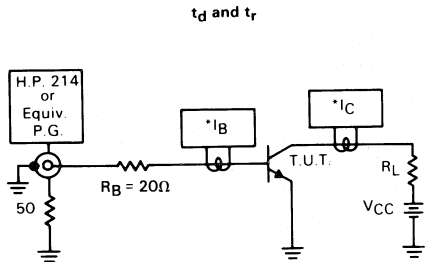 td and tr
H.P. 214
or
Equiv.
P.G.
*IB
*IC
T.U.T.
RB = 20Ω
RL
50
VCC